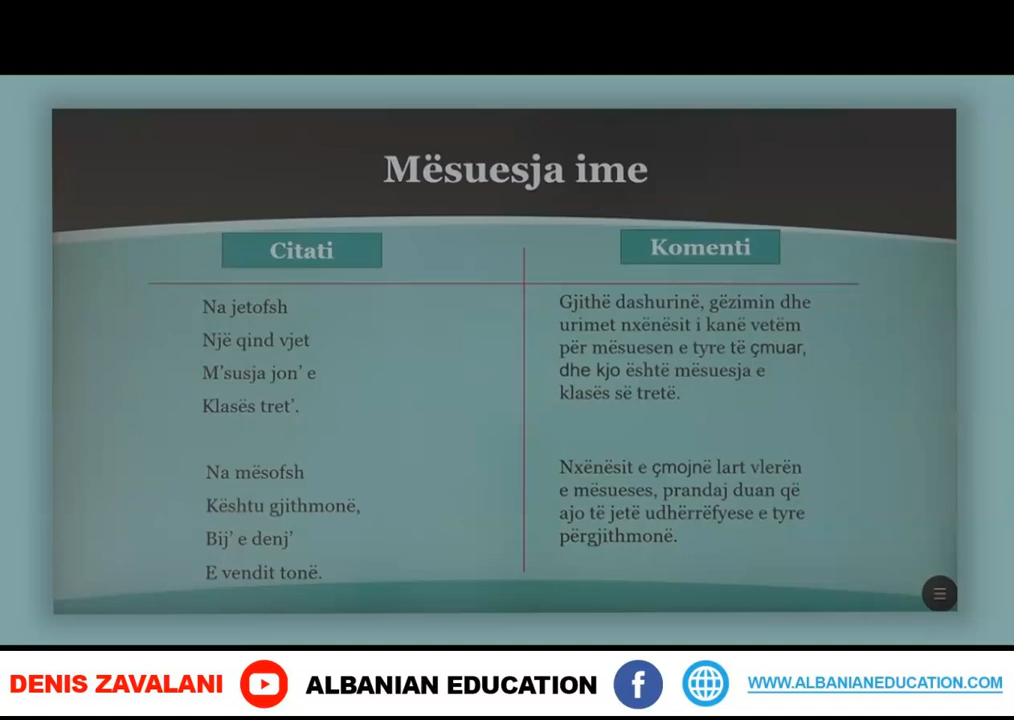 Mësuesja ime
Citati
Na jetofsh
Një qind vjet
M'susja jon' e
Klasës tret'.
Na mësofsh
Kështu gjithmonë,
Bij' e denj'
E vendit tonë.
Komenti
Gjithë dashurinë, gëzimin dhe
urimet nxënësit i kanë vetëm
për mësuesen e tyre të çmuar,
dhe kjo është mësuesja e
klasës së tretë.
Nxënësit e çmojnë lart vlerën
e mësueses, prandaj duan që
ajo të jetë udhërrëfyese e tyre
përgjithmonë.
DENIS ZAVALANI
ALBANIAN EDUCATION
WWW.ALBANIANEDUCATION.COM